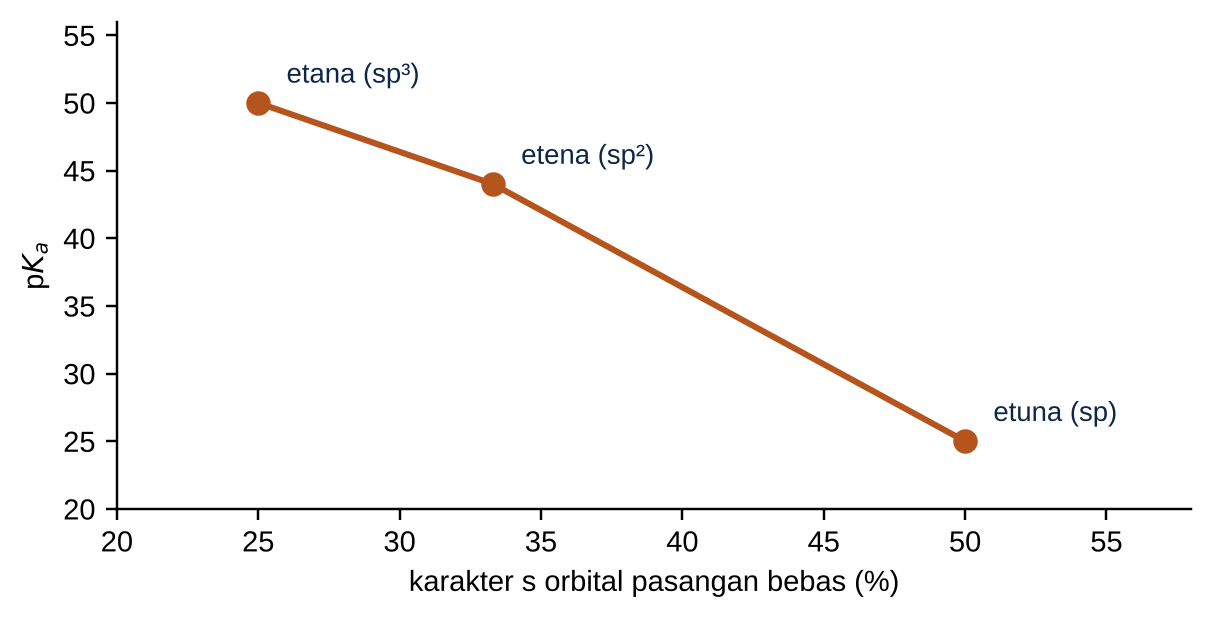 55
50
45
40
35
30
25
20
pKₐ
etana (sp³)
etena (sp²)
etuna (sp)
20 25 30 35 40 45 50 55
karakter s orbital pasangan bebas (%)